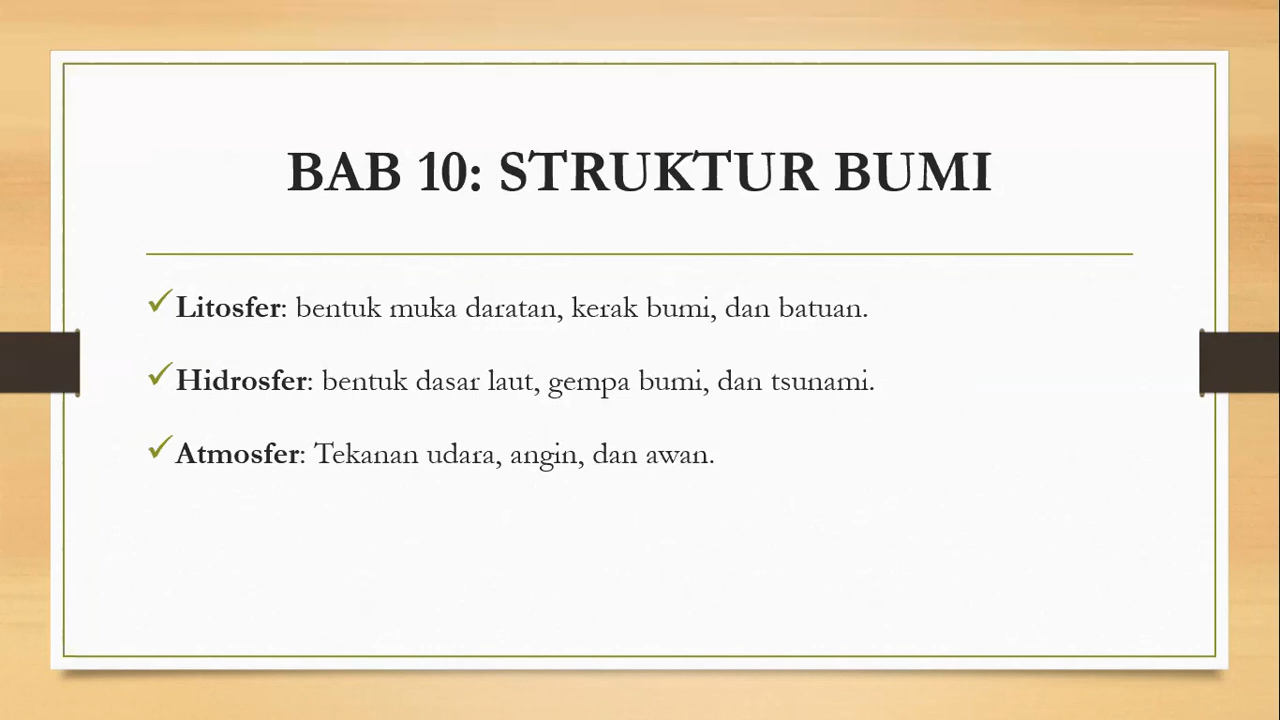 BAB 10: STRUKTUR BUMI
✓Litosfer: bentuk muka daratan, kerak bumi, dan batuan.
✓Hidrosfer: bentuk dasar laut, gempa bumi, dan tsunami.
✓Atmosfer: Tekanan udara, angin, dan awan.